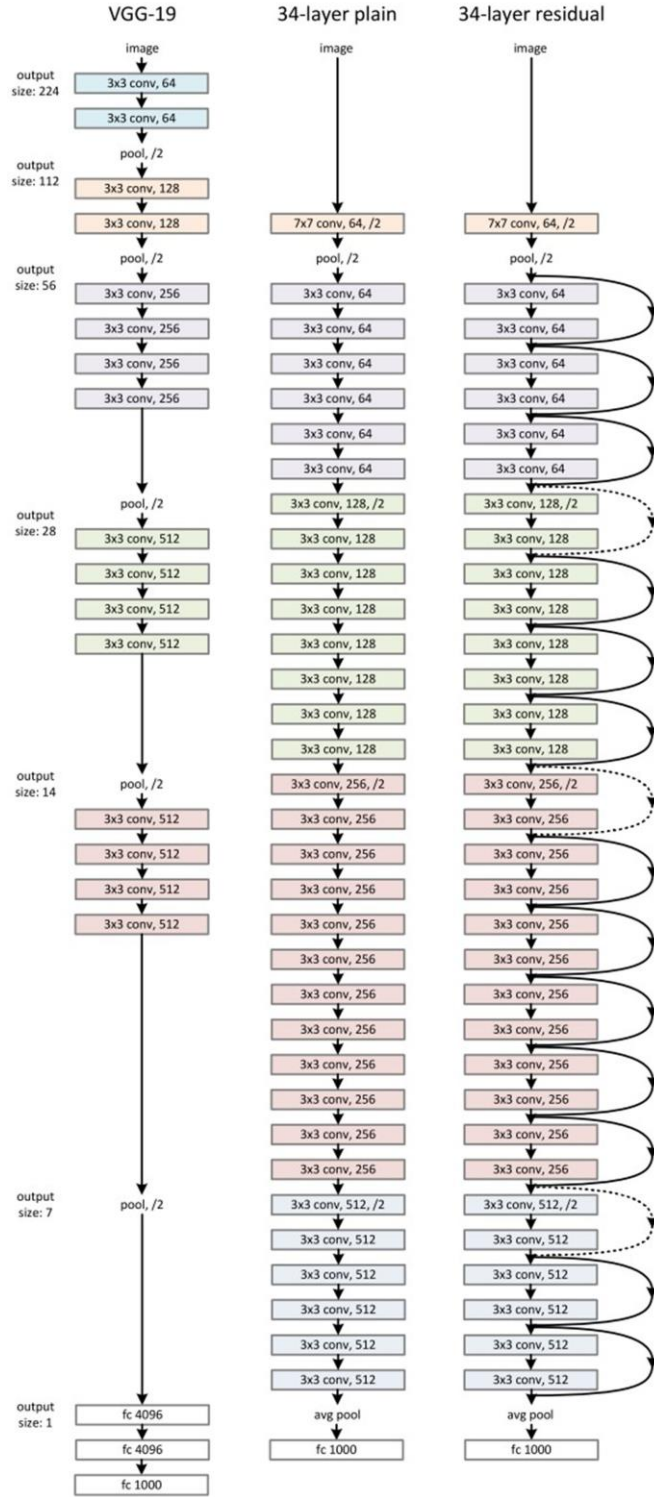 output
size: 224
output
size: 112
output
size: 56
output
size: 28
output
size: 14
output
size: 7
output
size: 1
VGG-19
image
3x3 conv, 64
3x3 conv, 64
pool, /2
3x3 conv, 128
3x3 conv, 128
pool, /2
3x3 conv, 256
3x3 conv, 256
3x3 conv, 256
3x3 conv, 256
pool, /2
3x3 conv, 512
3x3 conv, 512
3x3 conv, 512
3x3 conv, 512
pool, /2
3x3 conv, 512
3x3 conv, 512
3x3 conv, 512
3x3 conv, 512
pool, /2
fc 4096
fc 4096
fc 1000
34-layer plain
image
7x7 conv, 64, /2
pool, /2
3x3 conv, 64
3x3 conv, 64
3x3 conv, 64
3x3 conv, 64
3x3 conv, 64
3x3 conv, 64
3x3 conv, 128, /2
3x3 conv, 128
3x3 conv, 128
3x3 conv, 128
3x3 conv, 128
3x3 conv, 128
3x3 conv, 128
3x3 conv, 128
3x3 conv, 256, /2
3x3 conv, 256
3x3 conv, 256
3x3 conv, 256
3x3 conv, 256
3x3 conv, 256
3x3 conv, 256
3x3 conv, 256
3x3 conv, 256
3x3 conv, 256
3x3 conv, 256
3x3 conv, 256
3x3 conv, 512, /2
3x3 conv, 512
3x3 conv, 512
3x3 conv, 512
3x3 conv, 512
3x3 conv, 512
avg pool
fc 1000
34-layer residual
image
7x7 conv, 64, /2
pool, /2
3x3 conv, 64
3x3 conv, 64
3x3 conv, 64
3x3 conv, 64
3x3 conv, 64
3x3 conv, 64
3x3 conv, 128, /2
3x3 conv, 128
3x3 conv, 128
3x3 conv, 128
3x3 conv, 128
3x3 conv, 128
3x3 conv, 128
3x3 conv, 128
3x3 conv, 256, /2
3x3 conv, 256
3x3 conv, 256
3x3 conv, 256
3x3 conv, 256
3x3 conv, 256
3x3 conv, 256
3x3 conv, 256
3x3 conv, 256
3x3 conv, 256
3x3 conv, 256
3x3 conv, 256
3x3 conv, 512, /2
3x3 conv, 512
3x3 conv, 512
3x3 conv, 512
3x3 conv, 512
3x3 conv, 512
avg pool
fc 1000